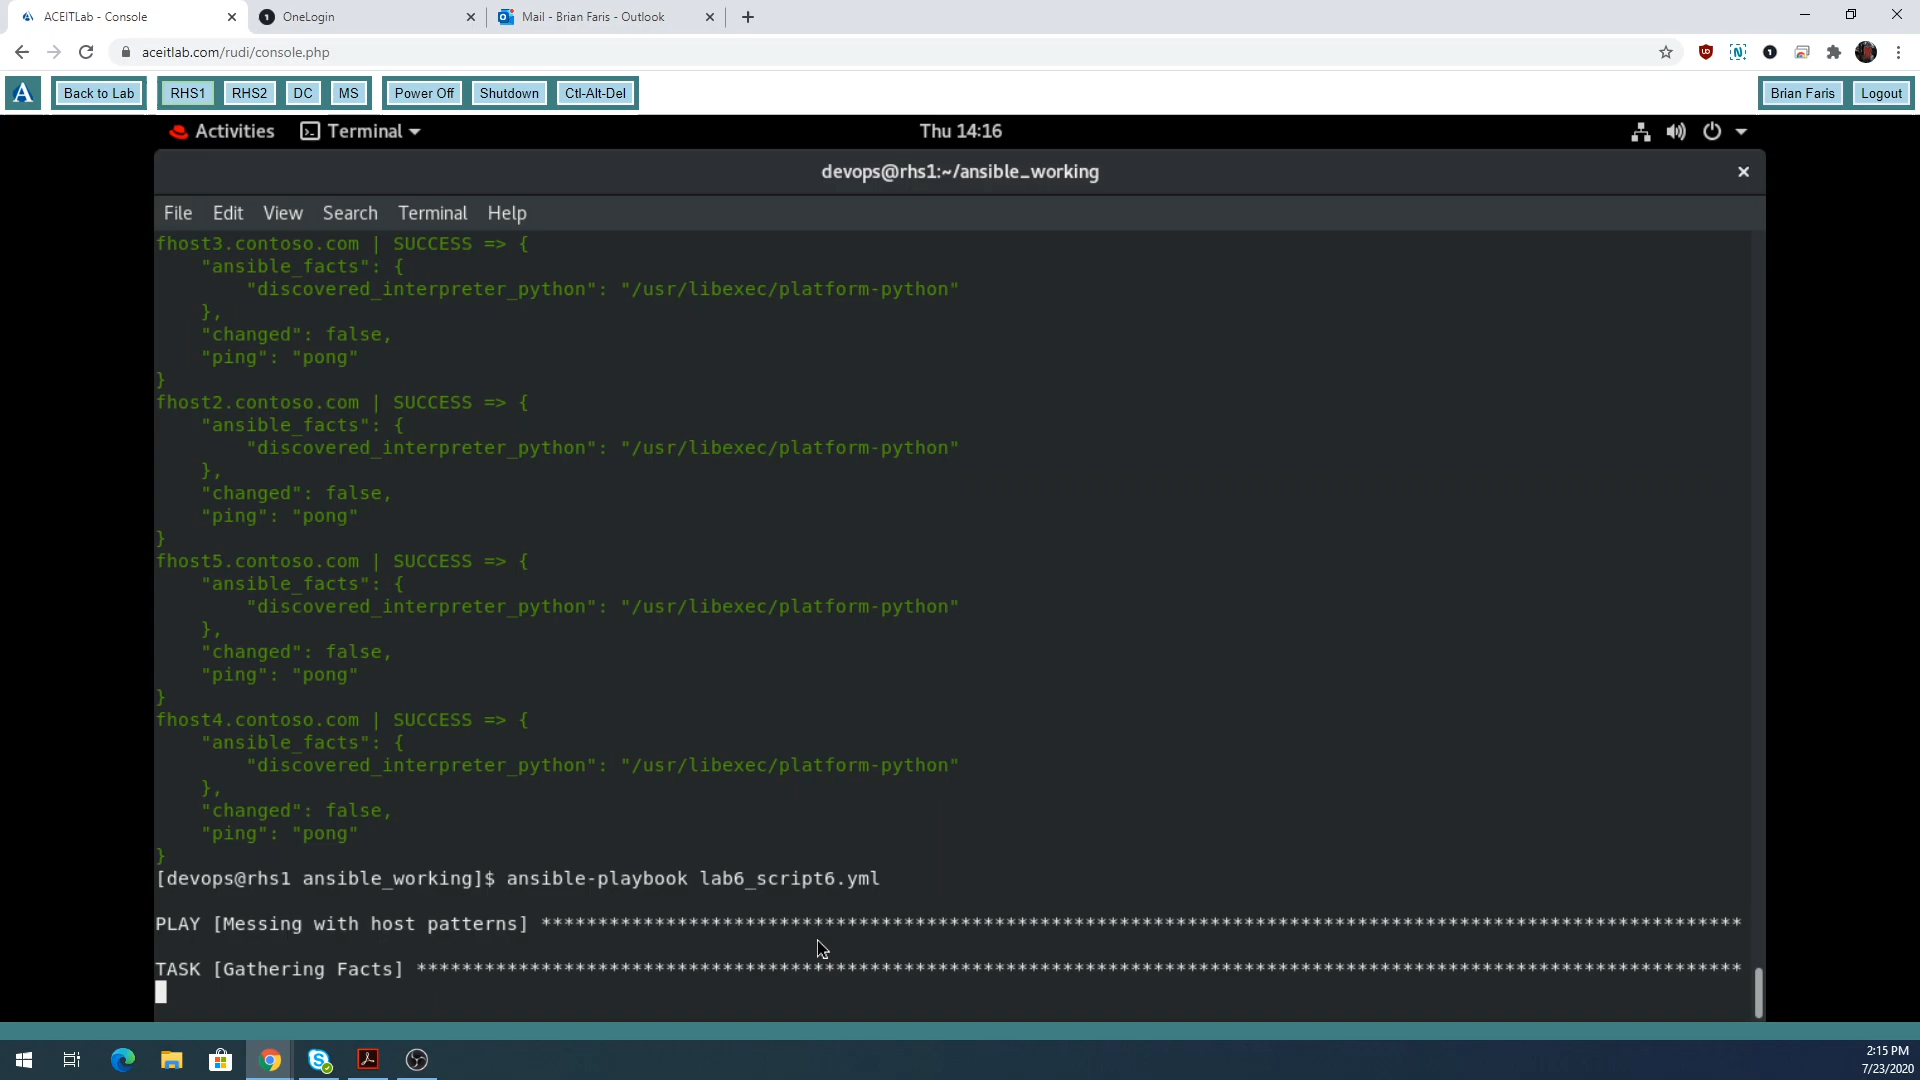 ACEITLab - Console
OneLogin
Mail - Brian Faris - Outlook
aceitlab.com/rudi/console.php
Back to Lab RHS1 RHS2 DC MS Power Off Shutdown Ctl-Alt-Del Brian Faris Logout
Activities Terminal Thu 14:16
devops@rhs1:~/ansible_working
File Edit View Search Terminal Help
fhost3.contoso.com | SUCCESS => {
    "ansible_facts": {
        "discovered_interpreter_python": "/usr/libexec/platform-python"
    },
    "changed": false,
    "ping": "pong"
}
fhost2.contoso.com | SUCCESS => {
    "ansible_facts": {
        "discovered_interpreter_python": "/usr/libexec/platform-python"
    },
    "changed": false,
    "ping": "pong"
}
fhost5.contoso.com | SUCCESS => {
    "ansible_facts": {
        "discovered_interpreter_python": "/usr/libexec/platform-python"
    },
    "changed": false,
    "ping": "pong"
}
fhost4.contoso.com | SUCCESS => {
    "ansible_facts": {
        "discovered_interpreter_python": "/usr/libexec/platform-python"
    },
    "changed": false,
    "ping": "pong"
}
[devops@rhs1 ansible_working]$ ansible-playbook lab6_script6.yml
PLAY [Messing with host patterns] **********************************************************************************************************
TASK [Gathering Facts] *********************************************************************************************************************
2:15 PM
7/23/2020